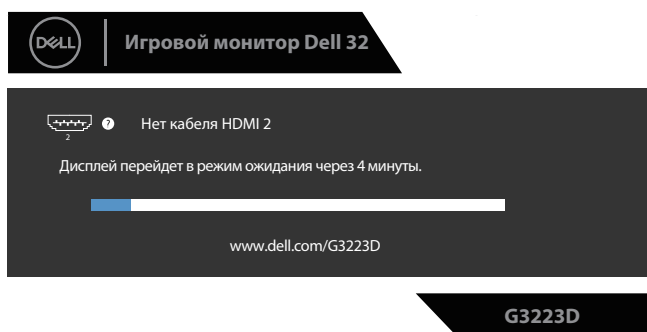 DELL
Игровой монитор Dell 32
?
Нет кабеля HDMI 2
2
Дисплей перейдет в режим ожидания через 4 минуты.
www.dell.com/G3223D
G3223D